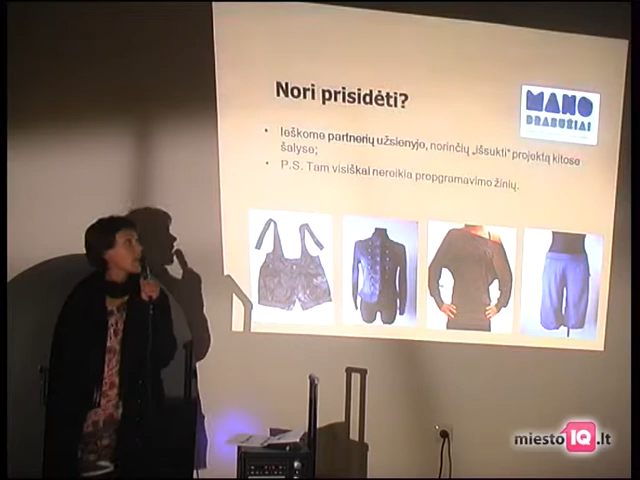 Nori prisidėti?
MANO
DRABUŽIAI
• Ieškome partnerių užsienyje, norinčių „išsukti" projektą kitose
šalyse;
• P.S. Tam visiškai nereikia propgramavimo žinių.
miesto IQ.lt